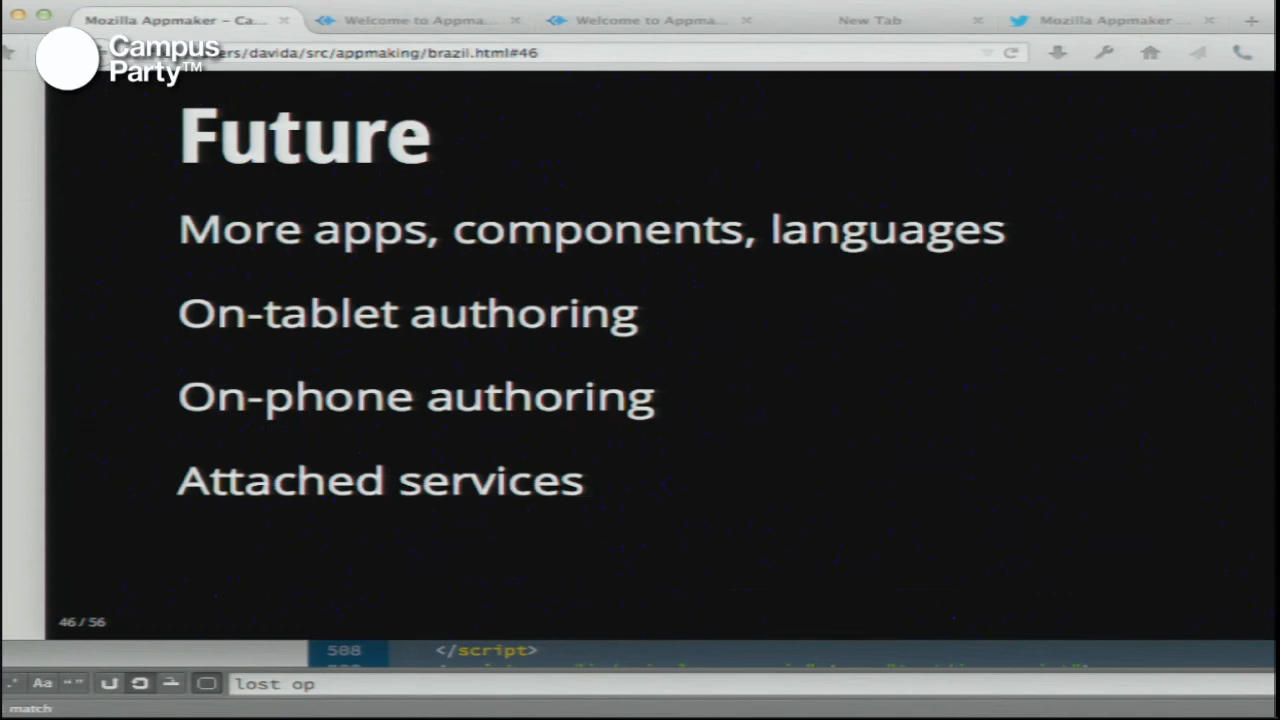 Mozilla Appmaker – Ca...
Welcome to Appma...
Welcome to Appma...
New Tab
Mozilla Appmaker ...
Campus
Party™
ers/davida/src/appmaking/brazil.html#46
Future
More apps, components, languages
On-tablet authoring
On-phone authoring
Attached services
46 / 56
508 </script>
.* Aa “” lost op
match